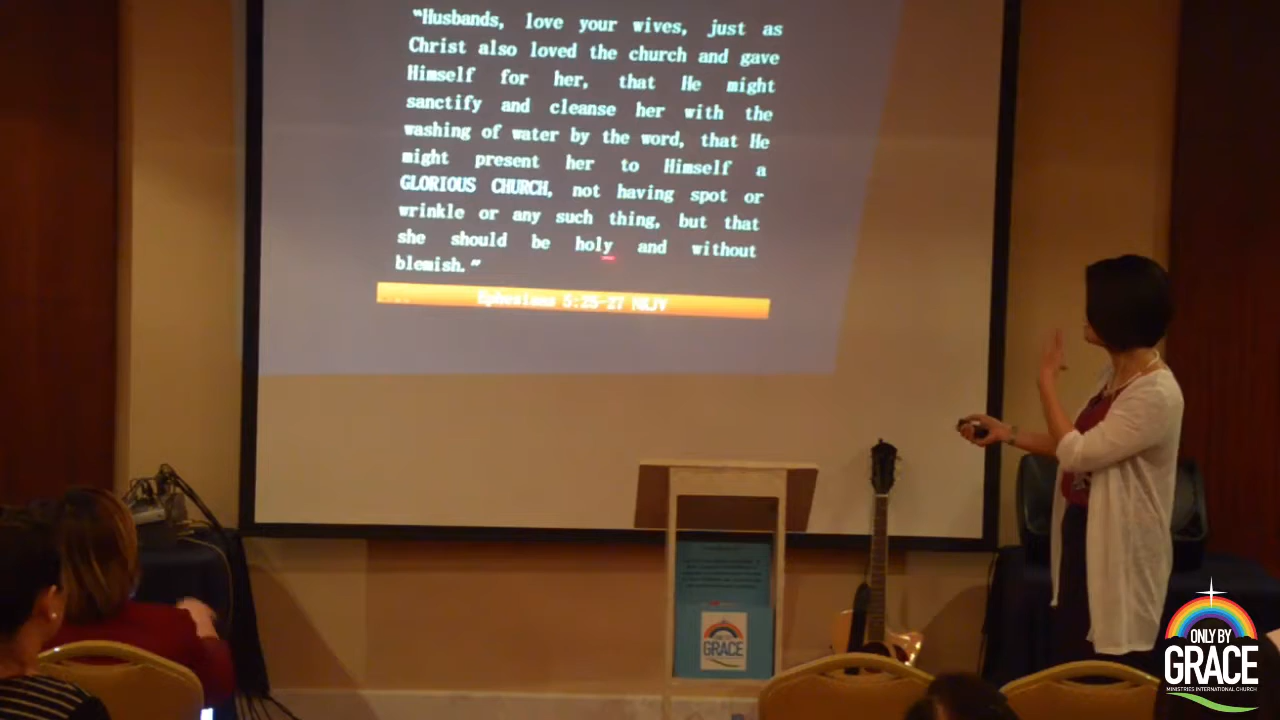 "Husbands, love your wives, just as
Christ also loved the church and gave
Himself for her, that He might
sanctify and cleanse her with the
washing of water by the word, that He
might present her to Himself a
GLORIOUS CHURCH, not having spot or
wrinkle or any such thing, but that
she should be holy and without
blemish."
Ephesians 5:25-27 NKJV
GRACE
ONLY BY
GRACE
MINISTRIES INTERNATIONAL CHURCH